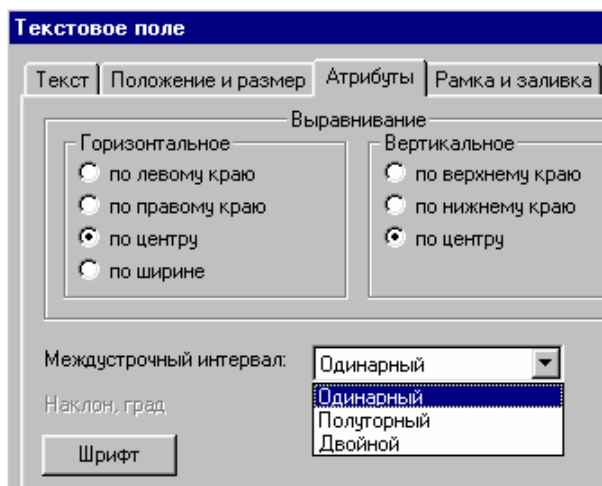 Текстовое поле
Текст Положение и размер Атрибуты Рамка и заливка
Выравнивание
Горизонтальное Вертикальное
по левому краю по верхнему краю
по правому краю по нижнему краю
по центру по центру
по ширине
Междустрочный интервал: Одинарный
Одинарный
Наклон, град
Полуторный
Двойной
Шрифт